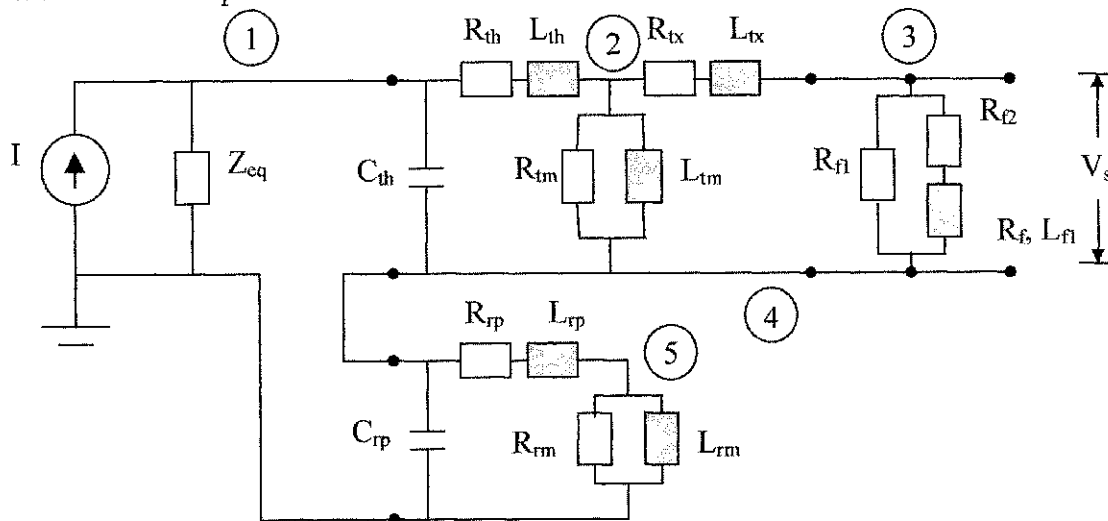 1
R_th L_th 2 R_tx L_tx 3
I Z_eq C_th R_tm L_tm R_f1 R_f2 V_s
R_f, L_f1
4
R_rp L_rp 5
C_rp R_rm L_rm